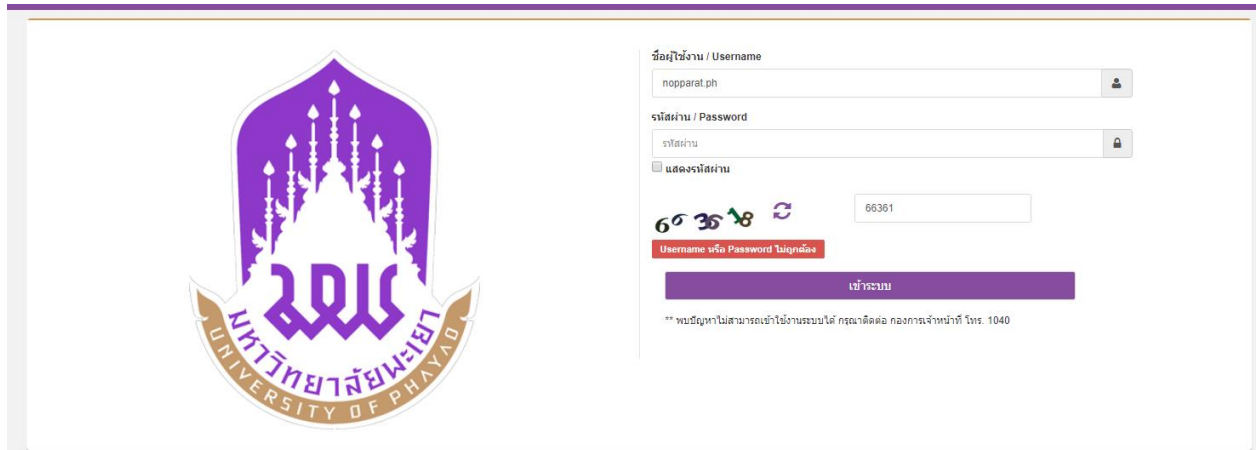 ชื่อผู้ใช้งาน / Username
nopparat.ph
รหัสผ่าน / Password
รหัสผ่าน
แสดงรหัสผ่าน
66361
Username หรือ Password ไม่ถูกต้อง
เข้าระบบ
** พบปัญหาไม่สามารถเข้าใช้งานระบบได้ กรุณาติดต่อ กองการเจ้าหน้าที่ โทร. 1040
มพย
มหาวิทยาลัยพะเยา
UNIVERSITY OF PHAYAO